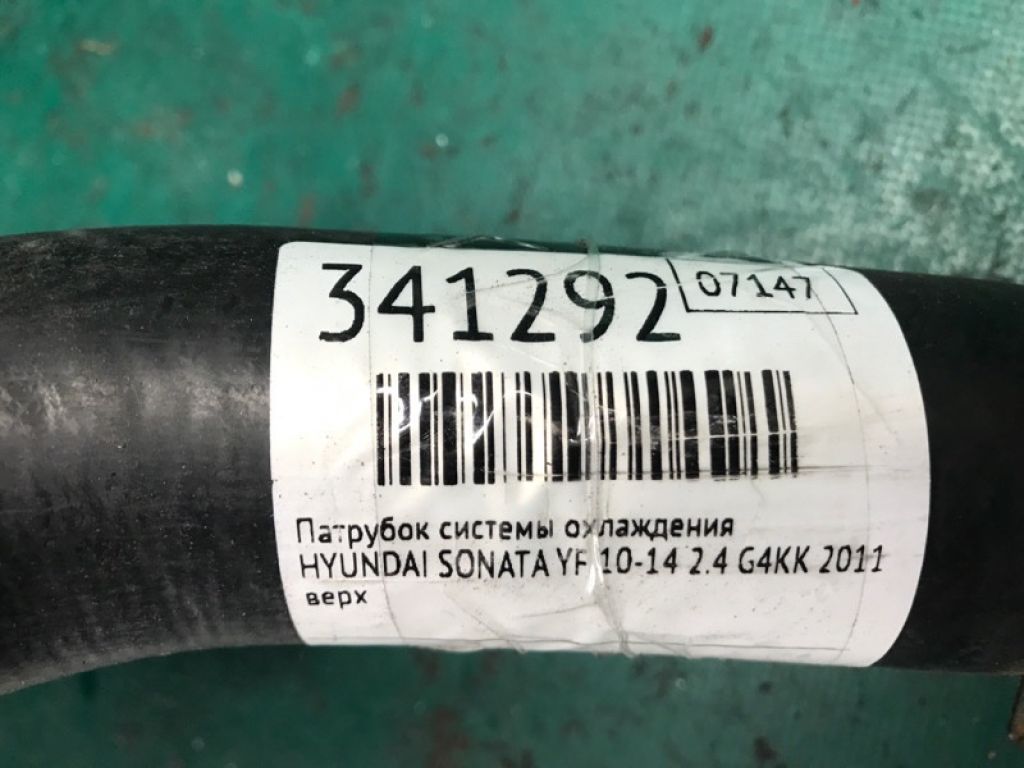 341292 07147
Патрубок системы охлаждения
HYUNDAI SONATA YF 10-14 2.4 G4KK 2011
верх